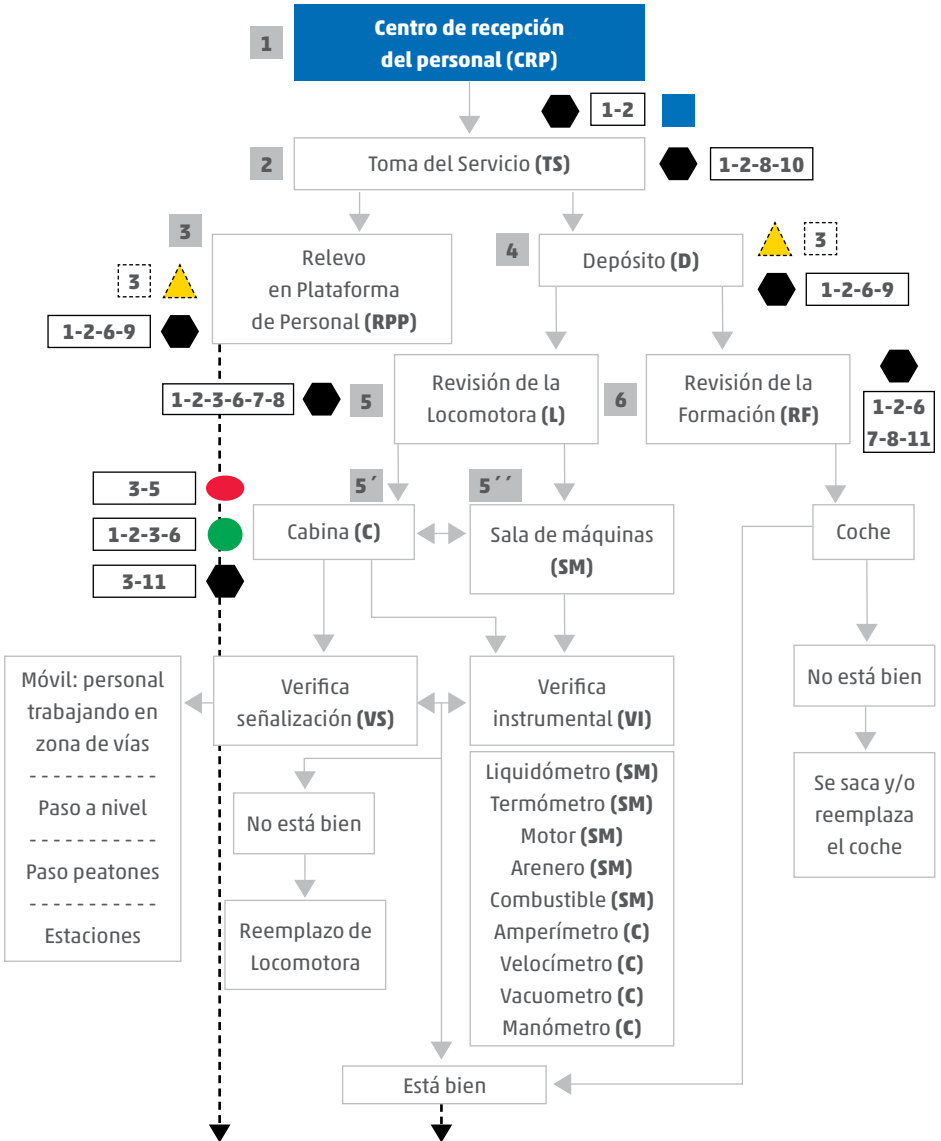 1
Centro de recepción
del personal (CRP)
1-2
2
Toma del Servicio (TS)
1-2-8-10
3
Relevo
en Plataforma
de Personal (RPP)
3
1-2-6-9
4
Depósito (D)
3
1-2-6-9
1-2-3-6-7-8
5
Revisión de la
Locomotora (L)
6
Revisión de la
Formación (RF)
1-2-6
7-8-11
3-5
1-2-3-6
3-11
5´
Cabina (C)
5´´
Sala de máquinas
(SM)
Coche
Móvil: personal
trabajando en
zona de vías
- - - - - - - - - - -
Paso a nivel
- - - - - - - - - - -
Paso peatones
- - - - - - - - - - -
Estaciones
Verifica
señalización (VS)
Verifica
instrumental (VI)
No está bien
No está bien
Reemplazo de
Locomotora
Liquidómetro (SM)
Termómetro (SM)
Motor (SM)
Arenero (SM)
Combustible (SM)
Amperímetro (C)
Velocímetro (C)
Vacuometro (C)
Manómetro (C)
Se saca y/o
reemplaza
el coche
Está bien